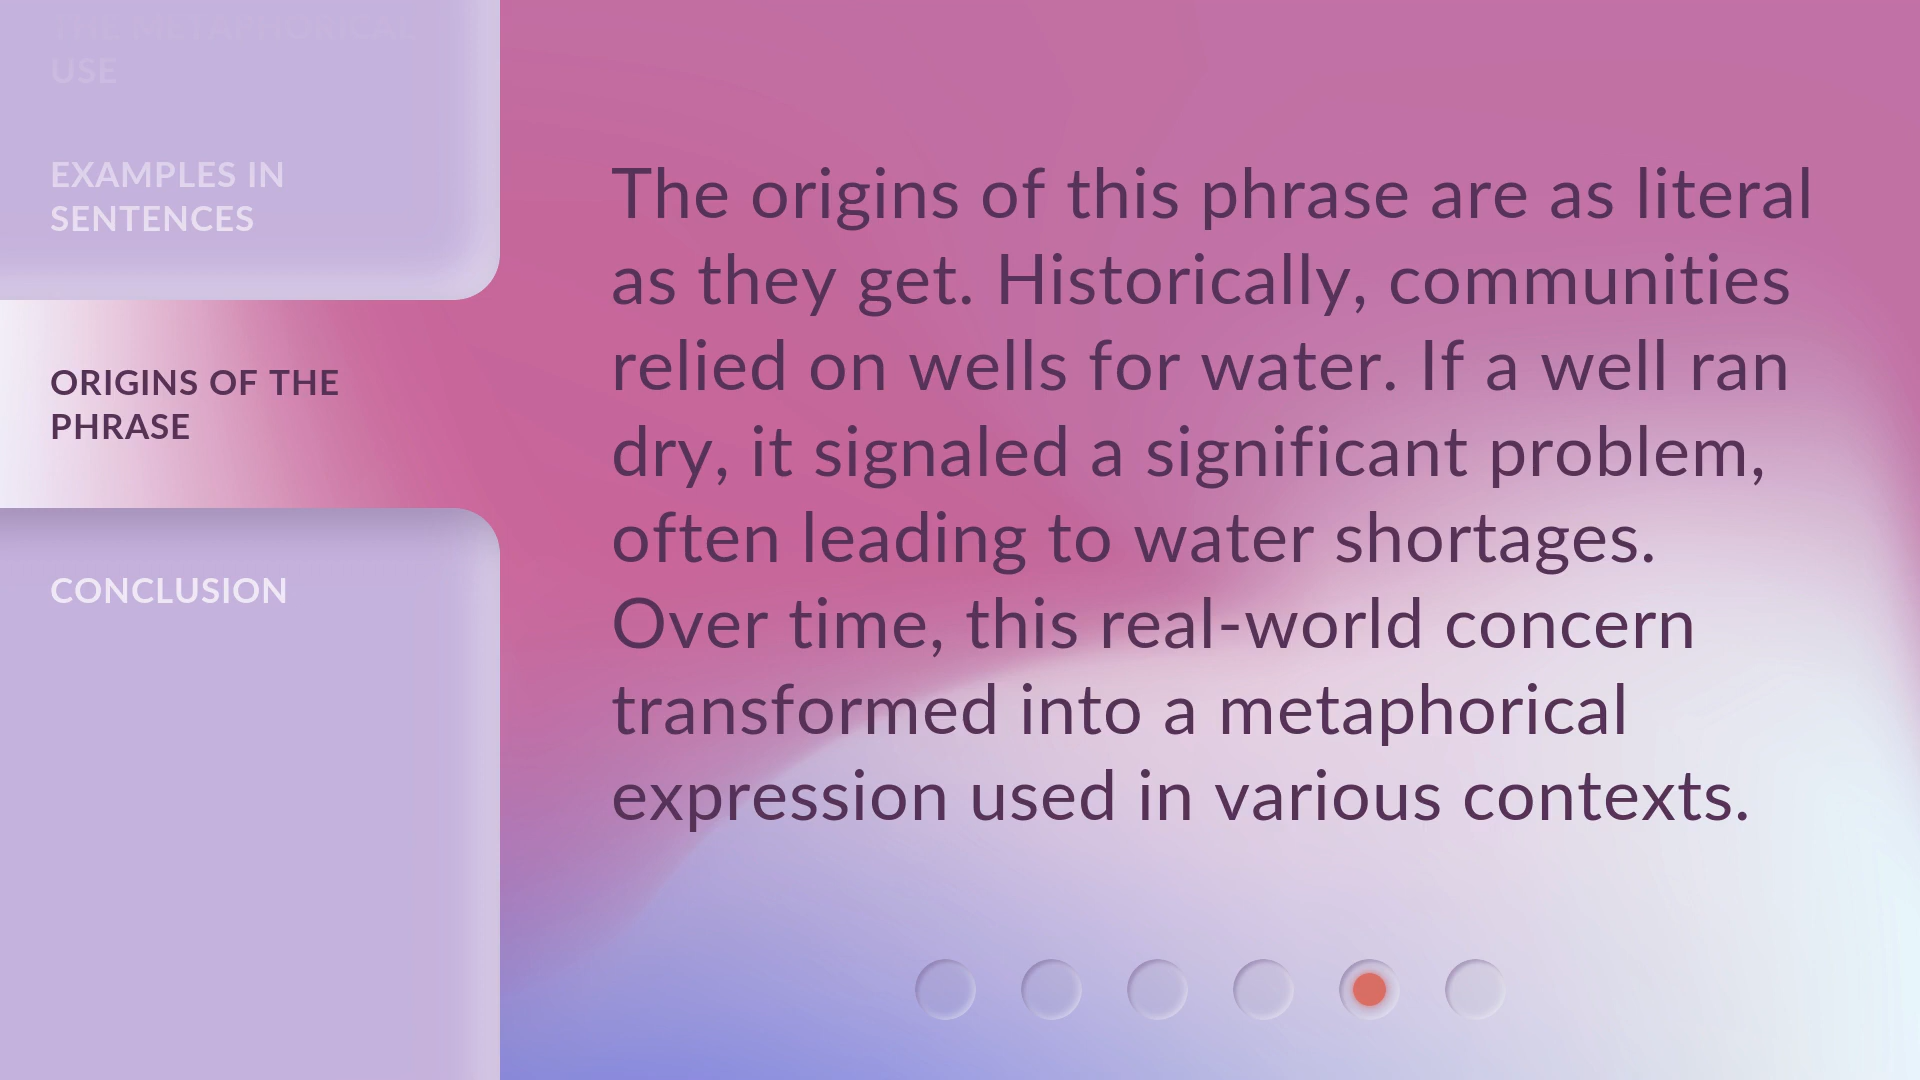 THE METAPHORICAL
USE
EXAMPLES IN
SENTENCES
ORIGINS OF THE
PHRASE
CONCLUSION
The origins of this phrase are as literal
as they get. Historically, communities
relied on wells for water. If a well ran
dry, it signaled a significant problem,
often leading to water shortages.
Over time, this real-world concern
transformed into a metaphorical
expression used in various contexts.